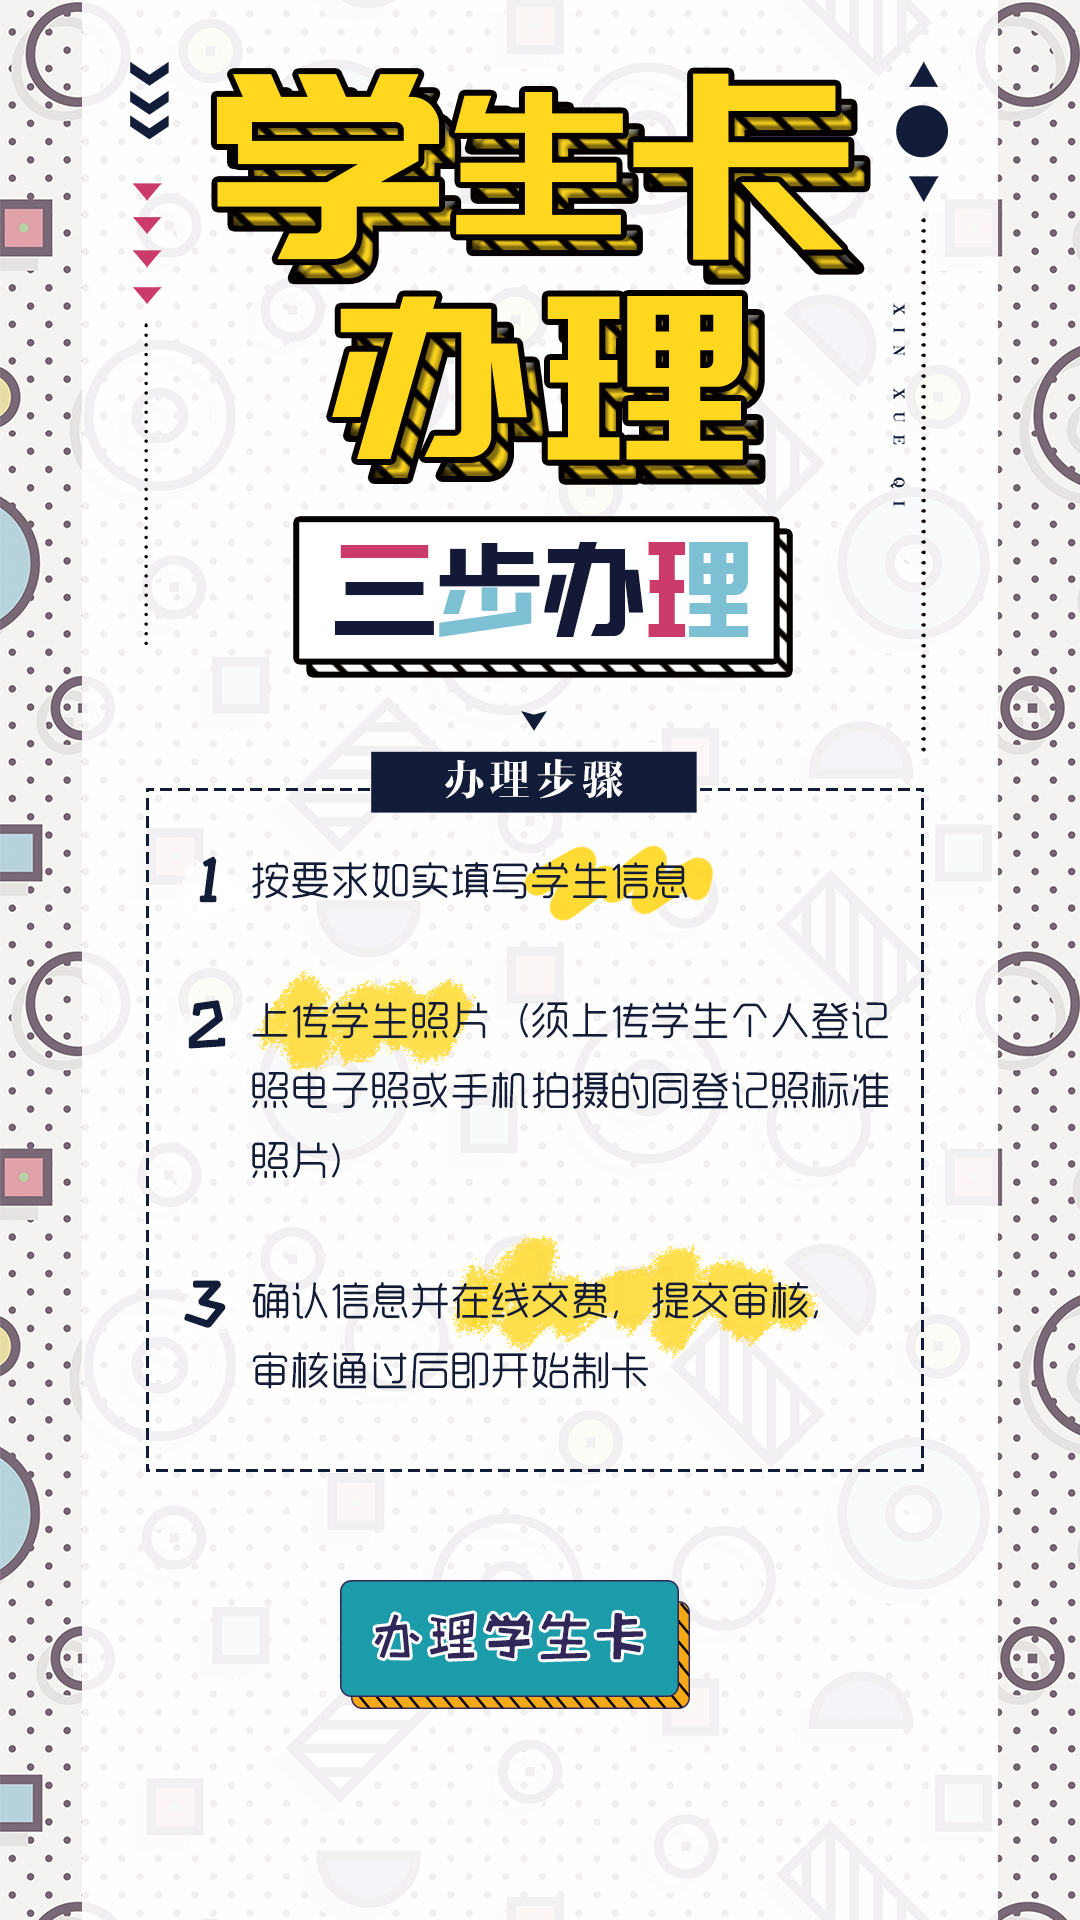 学生卡
办理
XIN XUE QI
三步办理
办理步骤
1 按要求如实填写学生信息
2 上传学生照片（须上传学生个人登记
照电子照或手机拍摄的同登记照标准
照片）
3 确认信息并在线交费，提交审核，
审核通过后即开始制卡
办理学生卡